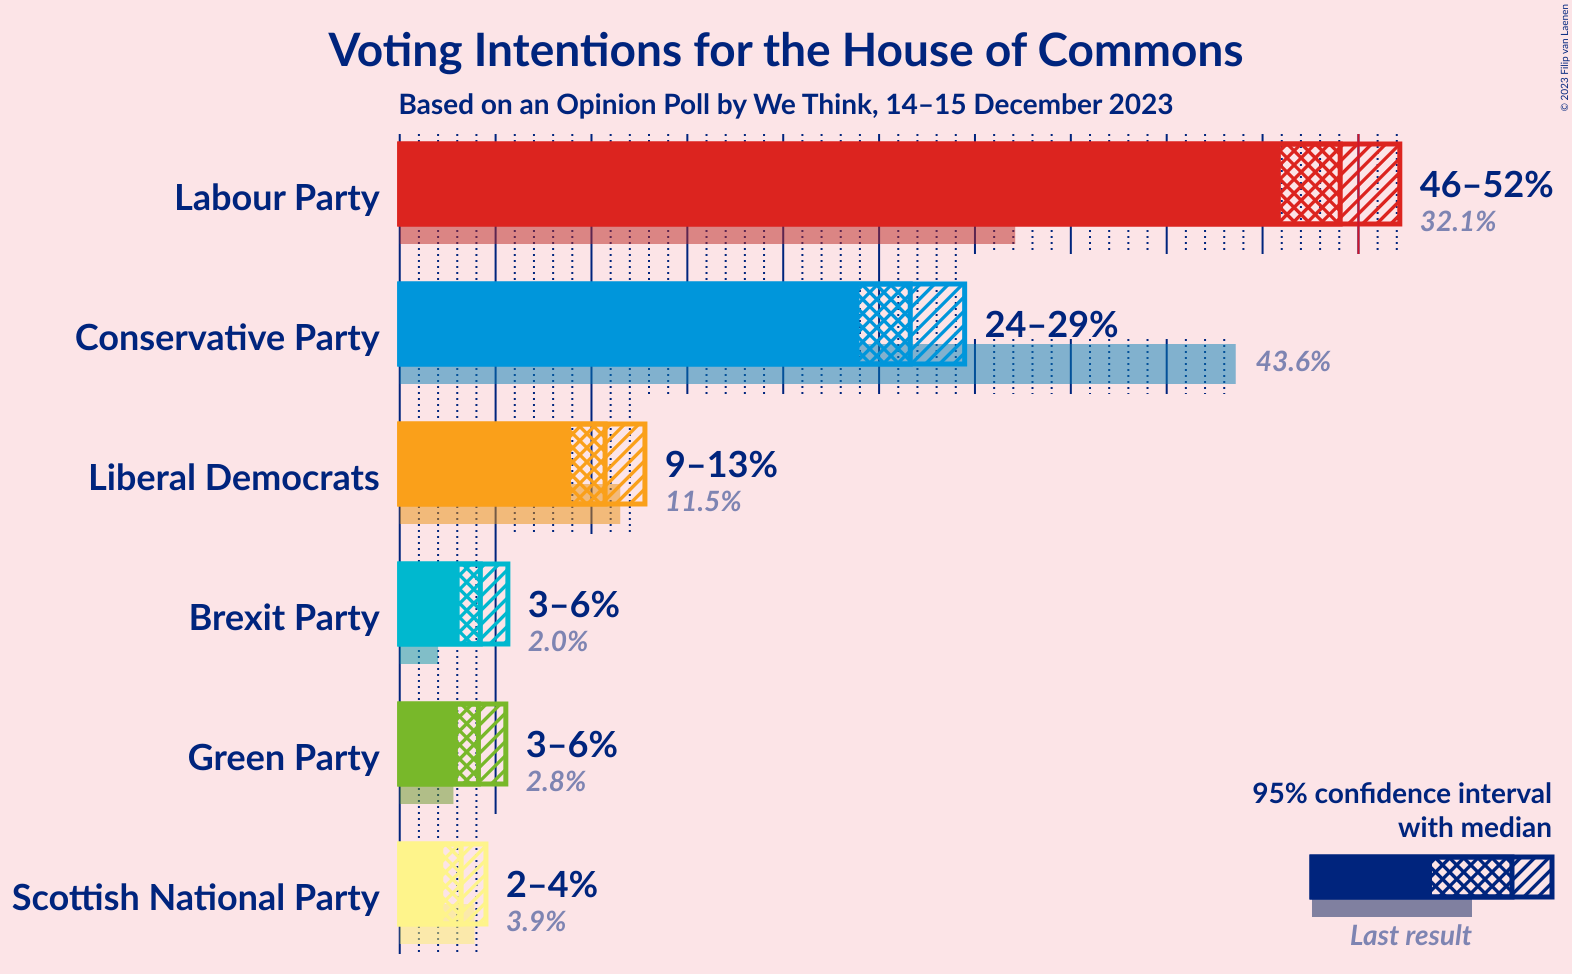 Voting Intentions for the House of Commons
Based on an Opinion Poll by We Think, 14–15 December 2023
© 2023 Filip van Laenen
Labour Party
46–52%
32.1%
Conservative Party
24–29%
43.6%
Liberal Democrats
9–13%
11.5%
Brexit Party
3–6%
2.0%
Green Party
3–6%
2.8%
Scottish National Party
2–4%
3.9%
95% confidence interval
with median
Last result